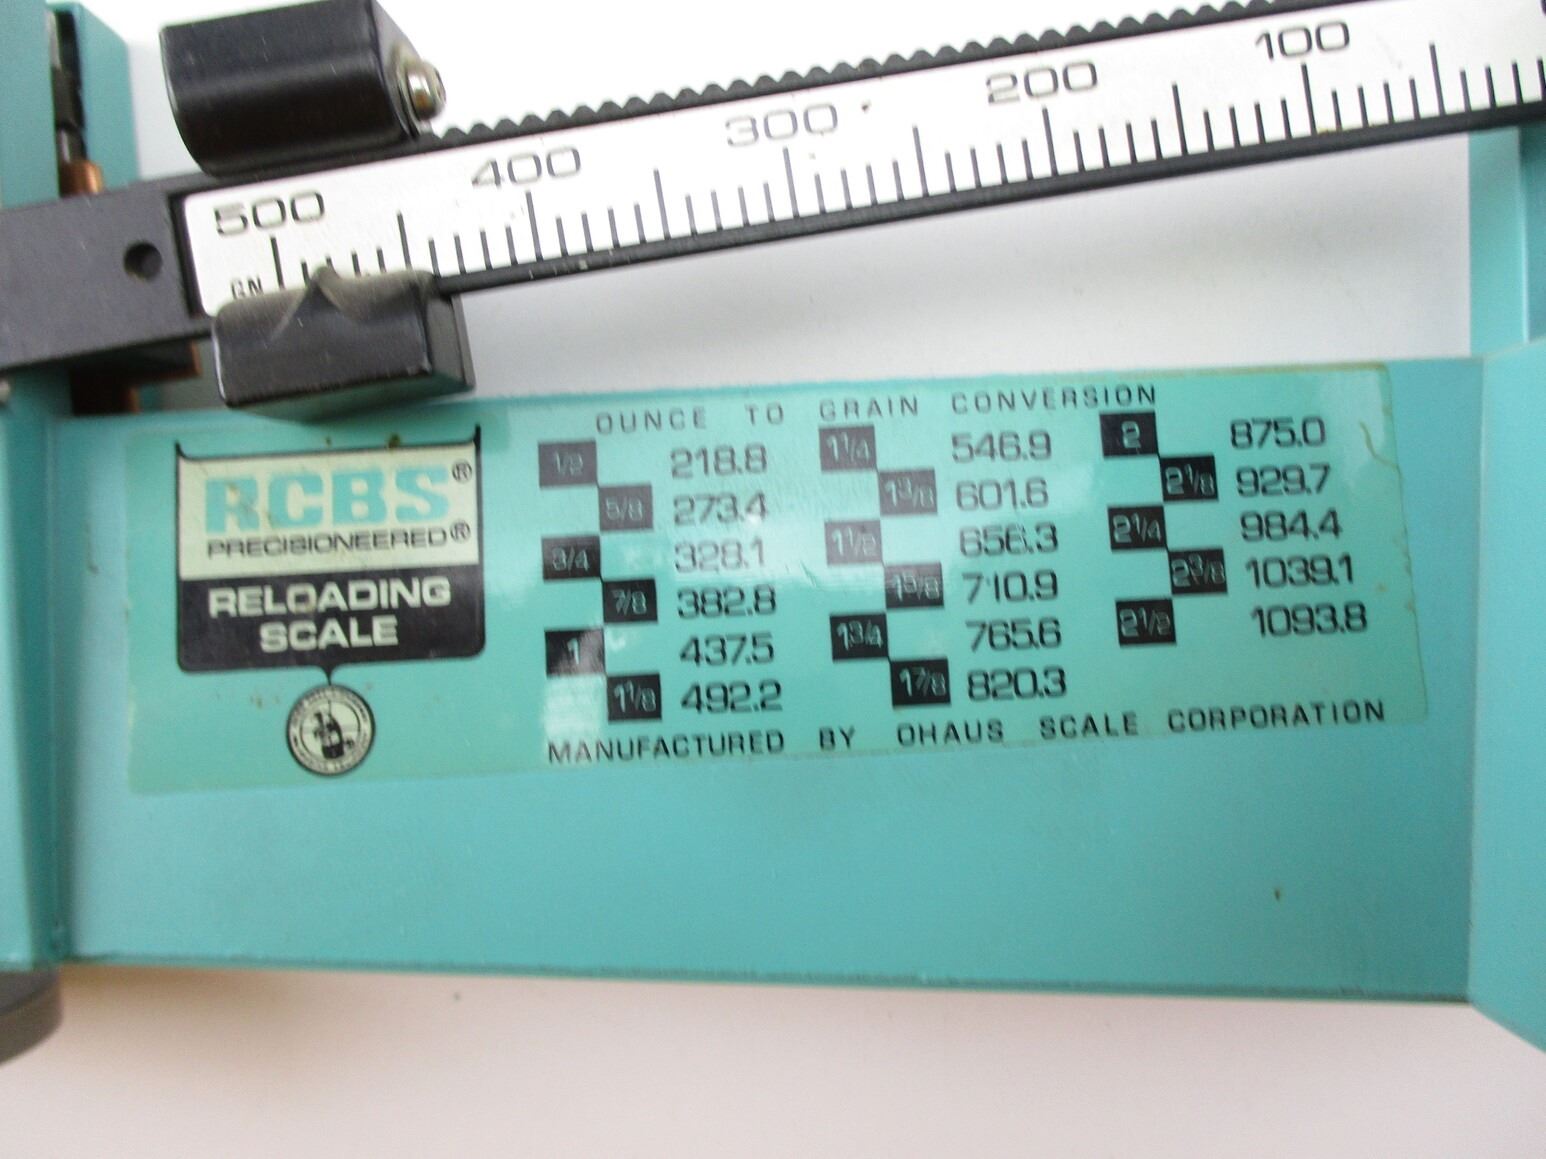 100
200
300
400
500
GN
OUNCE TO GRAIN CONVERSION
1/2 218.8 1 1/4 546.9 2 875.0
5/8 273.4 1 3/8 601.6 2 1/8 929.7
3/4 328.1 1 1/2 656.3 2 1/4 984.4
7/8 382.8 1 5/8 710.9 2 3/8 1039.1
1 437.5 1 3/4 765.6 2 1/2 1093.8
1 1/8 492.2 1 7/8 820.3
MANUFACTURED BY OHAUS SCALE CORPORATION
RCBS®
PRECISIONEERED®
RELOADING
SCALE